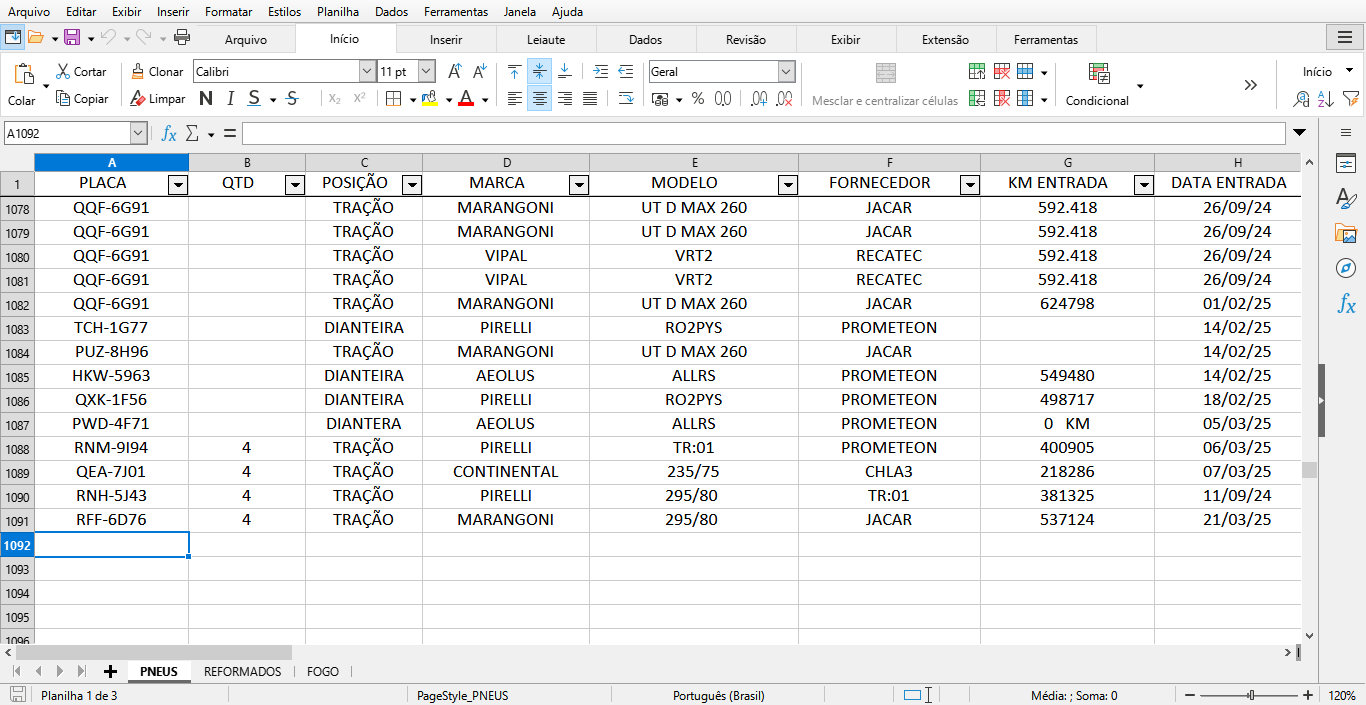 Arquivo Editar Exibir Inserir Formatar Estilos Planilha Dados Ferramentas Janela Ajuda
Arquivo Início Inserir Leiaute Dados Revisão Exibir Extensão Ferramentas
Colar Cortar Copiar Clonar Limpar Calibri 11 pt N I S S X₂ X² A Geral % 0,0 Mesclar e centralizar células Condicional Início
A1092 fx Σ =
A B C D E F G H
1 PLACA QTD POSIÇÃO MARCA MODELO FORNECEDOR KM ENTRADA DATA ENTRADA
1078 QQF-6G91 TRAÇÃO MARANGONI UT D MAX 260 JACAR 592.418 26/09/24
1079 QQF-6G91 TRAÇÃO MARANGONI UT D MAX 260 JACAR 592.418 26/09/24
1080 QQF-6G91 TRAÇÃO VIPAL VRT2 RECATEC 592.418 26/09/24
1081 QQF-6G91 TRAÇÃO VIPAL VRT2 RECATEC 592.418 26/09/24
1082 QQF-6G91 TRAÇÃO MARANGONI UT D MAX 260 JACAR 624798 01/02/25
1083 TCH-1G77 DIANTEIRA PIRELLI RO2PYS PROMETEON 14/02/25
1084 PUZ-8H96 TRAÇÃO MARANGONI UT D MAX 260 JACAR 14/02/25
1085 HKW-5963 DIANTEIRA AEOLUS ALLRS PROMETEON 549480 14/02/25
1086 QXK-1F56 DIANTEIRA PIRELLI RO2PYS PROMETEON 498717 18/02/25
1087 PWD-4F71 DIANTERA AEOLUS ALLRS PROMETEON 0 KM 05/03/25
1088 RNM-9I94 4 TRAÇÃO PIRELLI TR:01 PROMETEON 400905 06/03/25
1089 QEA-7J01 4 TRAÇÃO CONTINENTAL 235/75 CHLA3 218286 07/03/25
1090 RNH-5J43 4 TRAÇÃO PIRELLI 295/80 TR:01 381325 11/09/24
1091 RFF-6D76 4 TRAÇÃO MARANGONI 295/80 JACAR 537124 21/03/25
1092
1093
1094
1095
1096
PNEUS REFORMADOS FOGO
Planilha 1 de 3 PageStyle_PNEUS Português (Brasil) Média: ; Soma: 0 120%